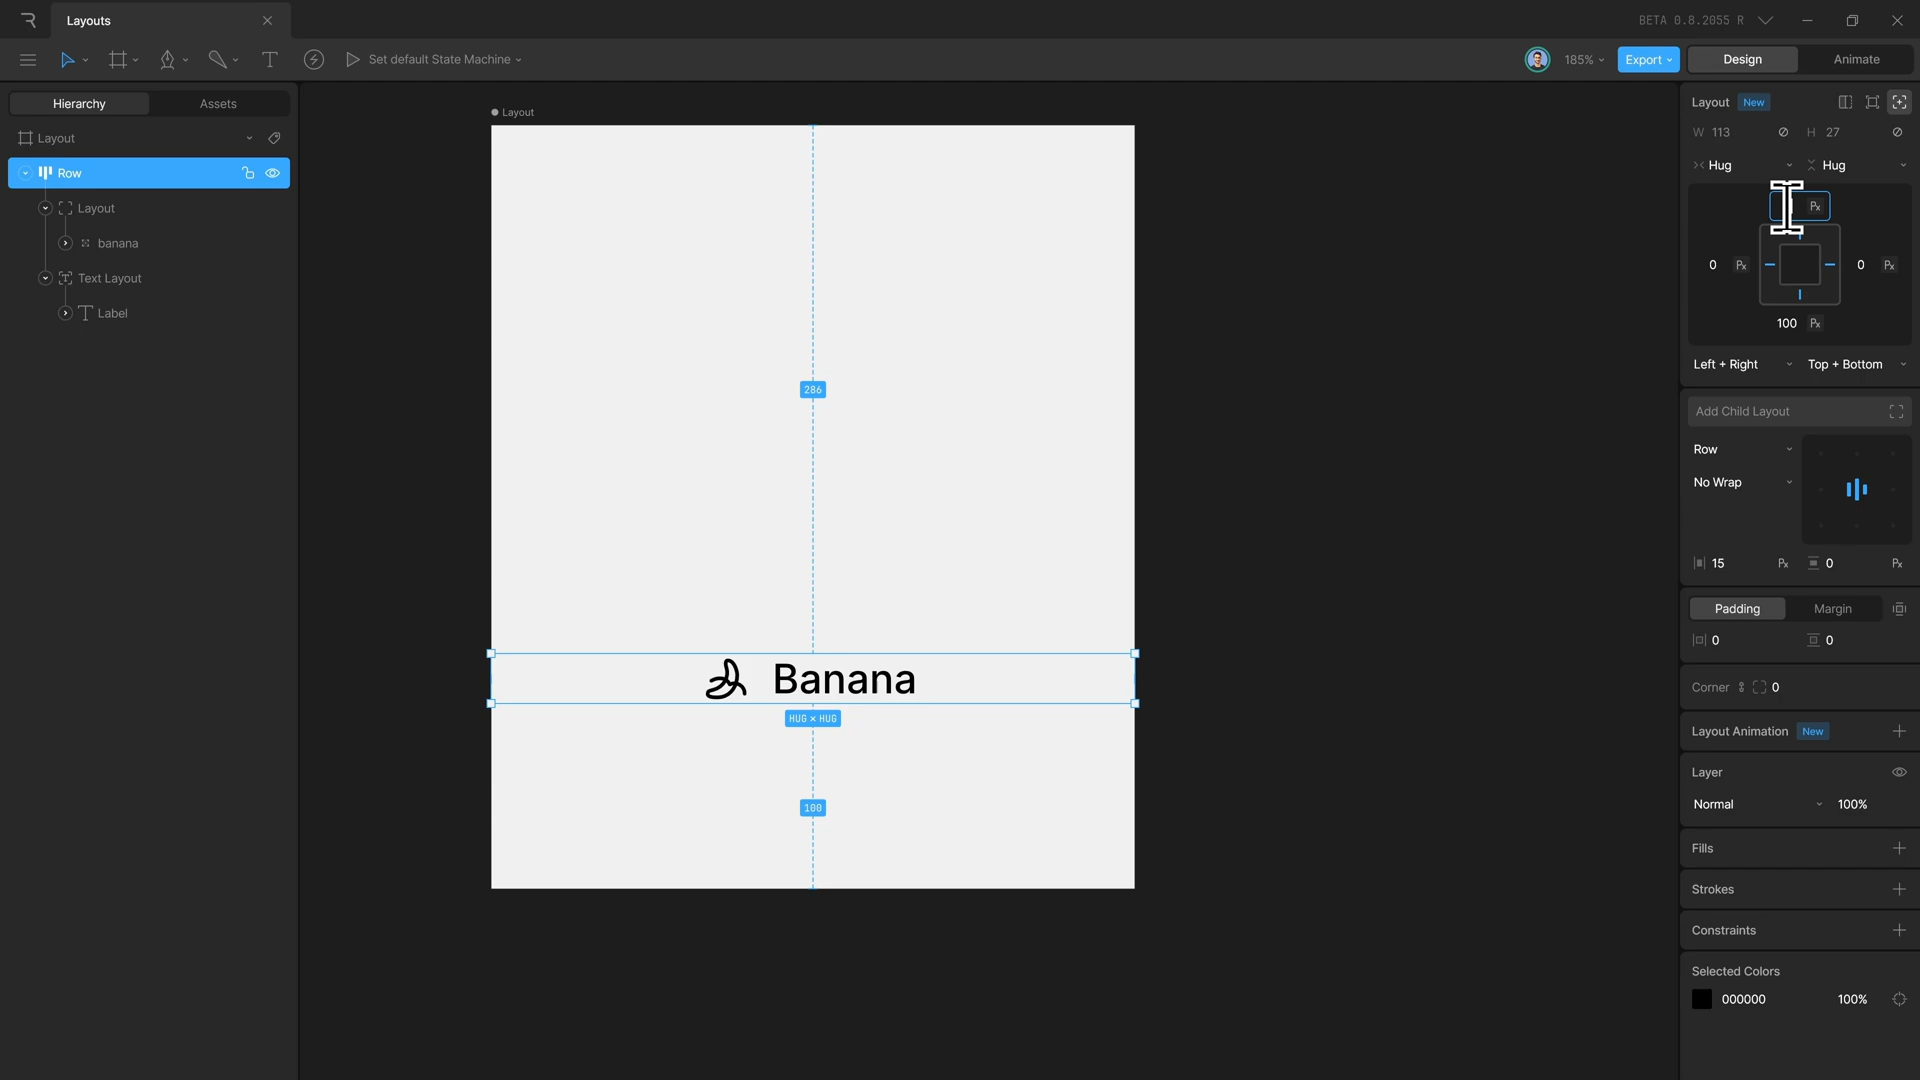 Layouts
BETA 0.8.2055 R
Set default State Machine
185%
Export
Design
Animate
Hierarchy
Assets
Layout
Row
Layout
banana
Text Layout
Label
Layout
286
Banana
HUG × HUG
100
Layout
New
W 113
H 27
Hug
Hug
Px
0 Px
0 Px
100 Px
Left + Right
Top + Bottom
Add Child Layout
Row
No Wrap
15 Px
0 Px
Padding
Margin
0
0
Corner
0
Layout Animation
New
Layer
Normal
100%
Fills
Strokes
Constraints
Selected Colors
000000
100%